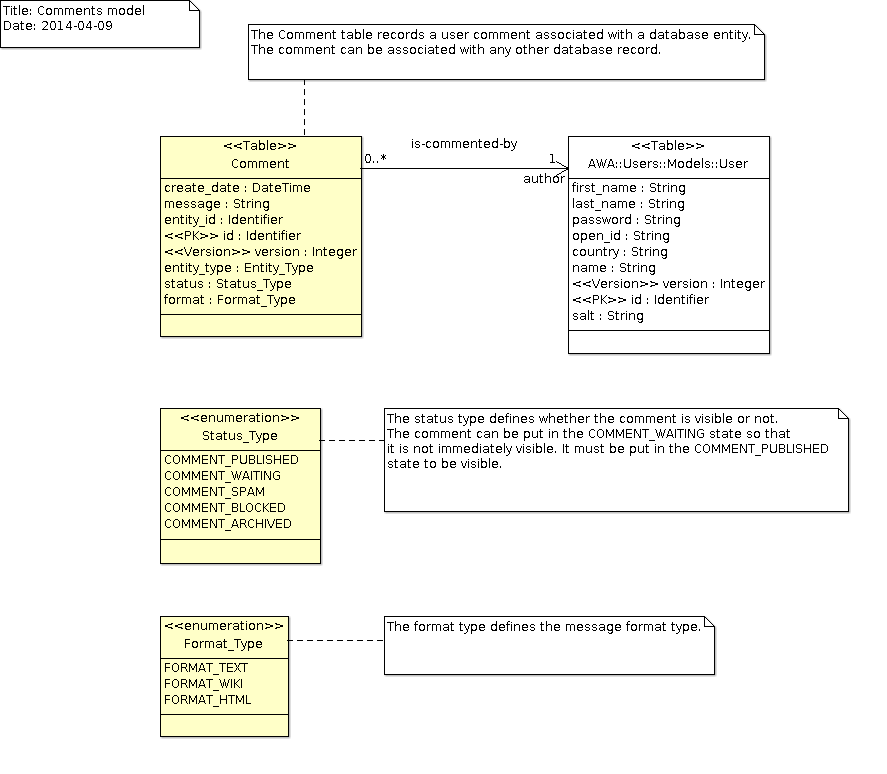 Title: Comments model
Date: 2014-04-09
The Comment table records a user comment associated with a database entity.
The comment can be associated with any other database record.
<<Table>>
Comment
create_date : DateTime
message : String
entity_id : Identifier
<<PK>> id : Identifier
<<Version>> version : Integer
entity_type : Entity_Type
status : Status_Type
format : Format_Type
is-commented-by
0..*
1
author
<<Table>>
AWA::Users::Models::User
first_name : String
last_name : String
password : String
open_id : String
country : String
name : String
<<Version>> version : Integer
<<PK>> id : Identifier
salt : String
<<enumeration>>
Status_Type
COMMENT_PUBLISHED
COMMENT_WAITING
COMMENT_SPAM
COMMENT_BLOCKED
COMMENT_ARCHIVED
The status type defines whether the comment is visible or not.
The comment can be put in the COMMENT_WAITING state so that
it is not immediately visible. It must be put in the COMMENT_PUBLISHED
state to be visible.
<<enumeration>>
Format_Type
FORMAT_TEXT
FORMAT_WIKI
FORMAT_HTML
The format type defines the message format type.